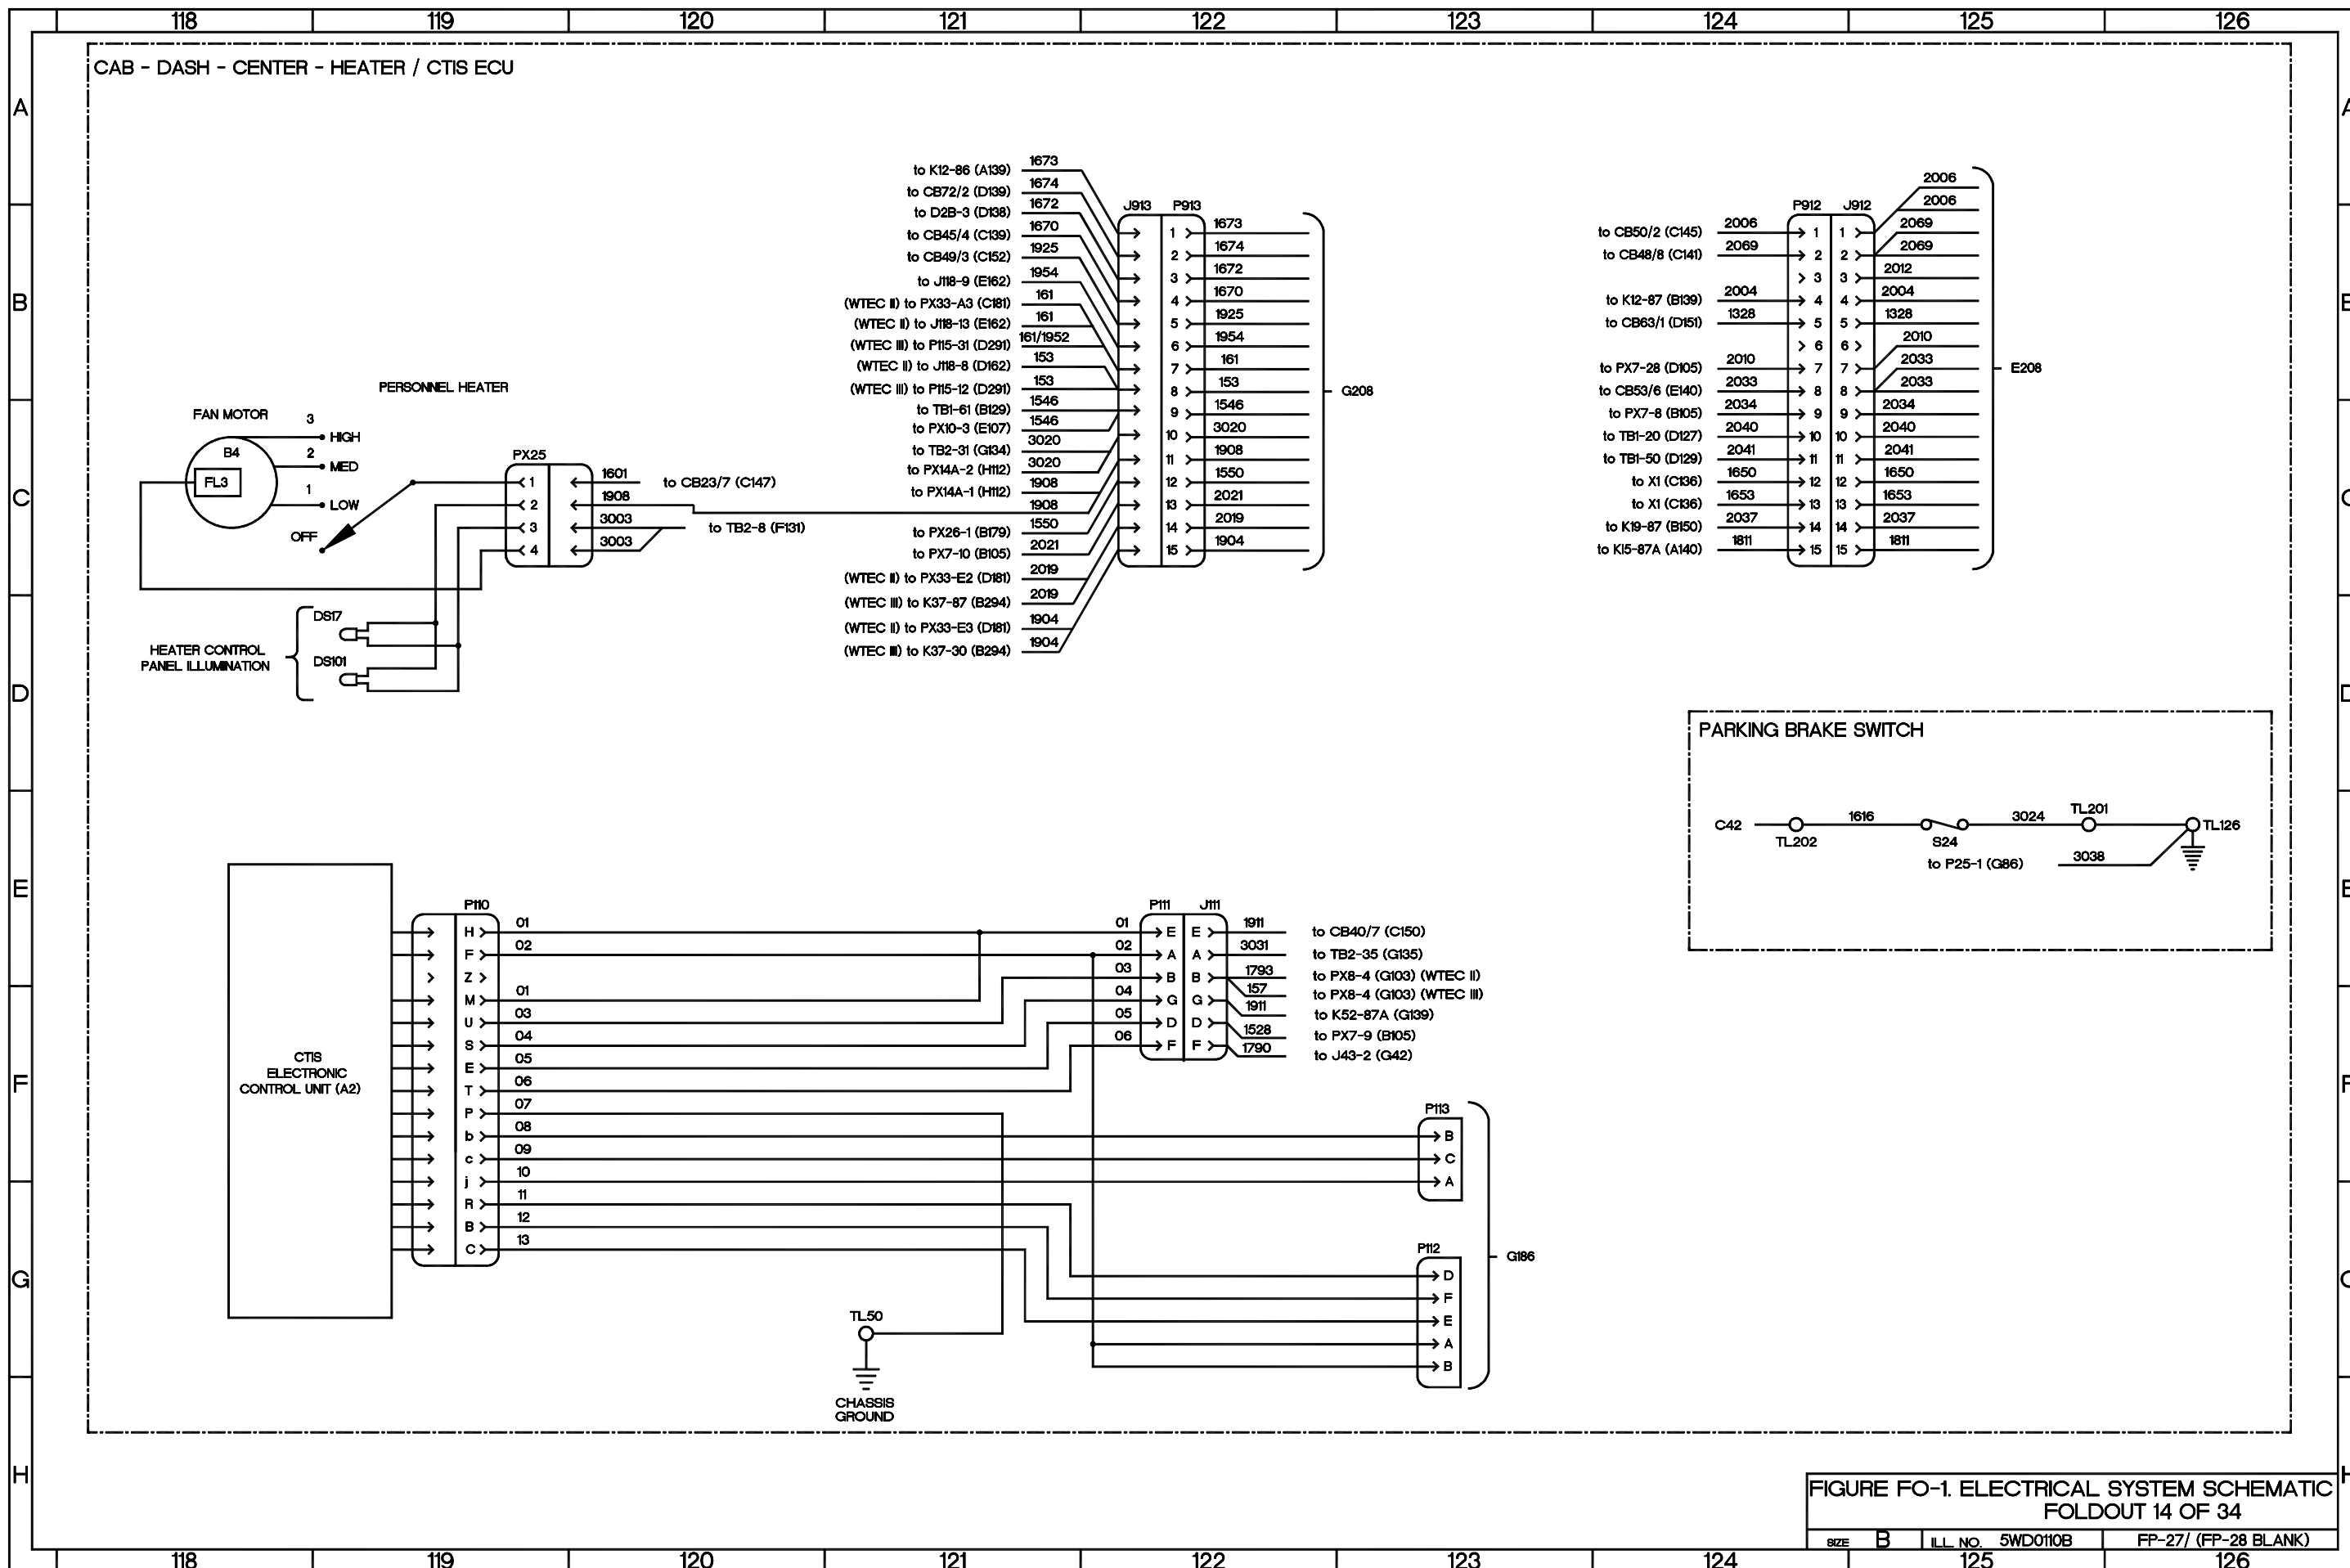 118 119 120 121 122 123 124 125 126
CAB - DASH - CENTER - HEATER / CTIS ECU
A
B
C
D
E
F
G
H
A
B
C
D
E
F
G
H
PERSONNEL HEATER
FAN MOTOR
B4
FL3
3
HIGH
2
MED
1
LOW
OFF
PX25
1 1601 to CB23/7 (C147)
2 1908
3 3003 to TB2-8 (F131)
4 3003
HEATER CONTROL
PANEL ILLUMINATION
DS17
DS101
to K12-86 (A139) 1673
to CB72/2 (D139) 1674
to D2B-3 (D138) 1672
to CB45/4 (C139) 1670
to CB49/3 (C152) 1925
to J118-9 (E162) 1954
(WTEC II) to PX33-A3 (C181) 161
(WTEC II) to J118-13 (E162) 161
(WTEC III) to P115-31 (D291) 161/1952
(WTEC II) to J118-8 (D162) 153
(WTEC III) to P115-12 (D291) 153
to TB1-61 (B129) 1546
to PX10-3 (E107) 1546
to TB2-31 (G134) 3020
to PX14A-2 (H112) 3020
to PX14A-1 (H112) 1908
1908
to PX26-1 (B179) 1550
to PX7-10 (B105) 2021
(WTEC II) to PX33-E2 (D181) 2019
(WTEC III) to K37-87 (B294) 2019
(WTEC II) to PX33-E3 (D181) 1904
(WTEC III) to K37-30 (B294) 1904
J913 P913
1 1673
2 1674
3 1672
4 1670
5 1925
6 1954
7 161
8 153
9 1546
10 3020
11 1908
12 1550
13 2021
14 2019
15 1904
G208
P912 J912
2006
to CB50/2 (C145) 2006 1 1 2006
to CB48/8 (C141) 2069 2 2 2069
2069
3 3 2012
to K12-87 (B139) 2004 4 4 2004
to CB63/1 (D151) 1328 5 5 1328
6 6 2010
to PX7-28 (D105) 2010 7 7 2033
to CB53/6 (E140) 2033 8 8 2033
to PX7-8 (B105) 2034 9 9 2034
to TB1-20 (D127) 2040 10 10 2040
to TB1-50 (D129) 2041 11 11 2041
to X1 (C136) 1650 12 12 1650
to X1 (C136) 1653 13 13 1653
to K19-87 (B150) 2037 14 14 2037
to K15-87A (A140) 1811 15 15 1811
E208
PARKING BRAKE SWITCH
C42 TL202 1616 S24 3024 TL201 TL126
to P25-1 (G86) 3038
CTIS
ELECTRONIC
CONTROL UNIT (A2)
P110
H 01
F 02
Z
M 01
U 03
S 04
E 05
T 06
P 07
b 08
c 09
j 10
R 11
B 12
C 13
P111 J111
01 E E 1911 to CB40/7 (C150)
02 A A 3031 to TB2-35 (G135)
03 B B 1793 to PX8-4 (G103) (WTEC II)
157 to PX8-4 (G103) (WTEC III)
04 G G 1911 to K52-87A (G139)
05 D D 1528 to PX7-9 (B105)
06 F F 1790 to J43-2 (G42)
P113
B
C
A
P112
D
F
E
A
B
G186
TL50
CHASSIS
GROUND
FIGURE FO-1. ELECTRICAL SYSTEM SCHEMATIC
FOLDOUT 14 OF 34
SIZE B ILL. NO. 5WD0110B FP-27/ (FP-28 BLANK)
118 119 120 121 122 123 124 125 126